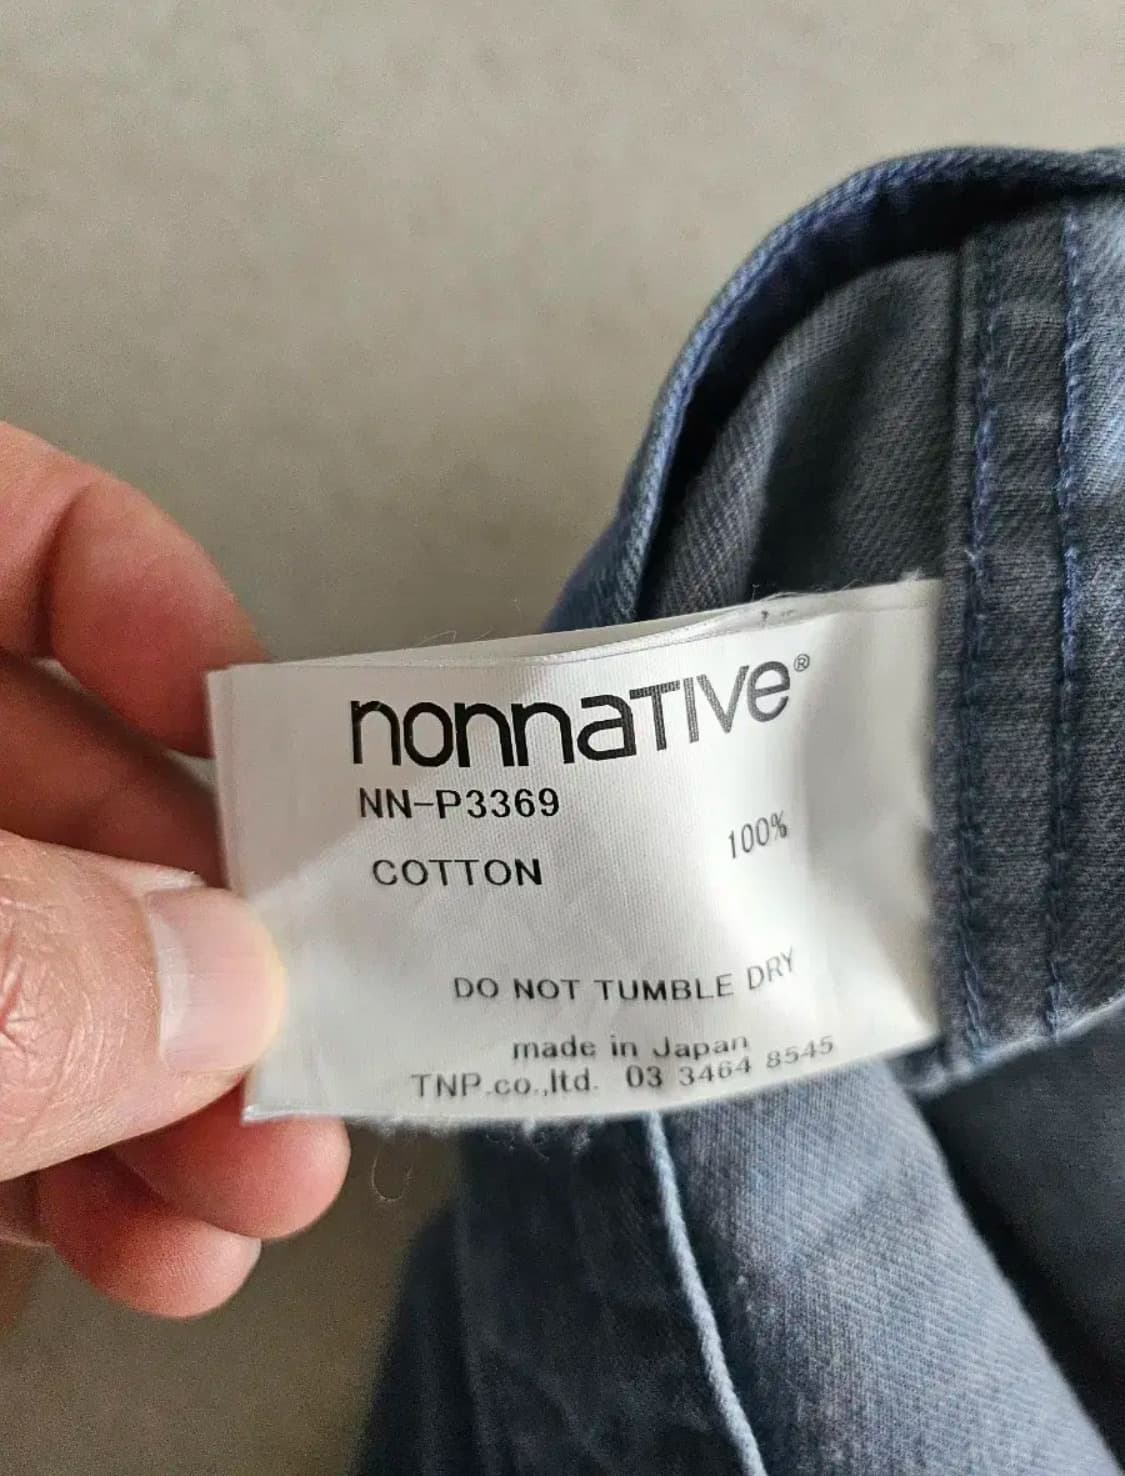 nonnaTIVe®
NN-P3369
COTTON 100%
DO NOT TUMBLE DRY
made in Japan
TNP.co.,ltd. 03 3464 8545